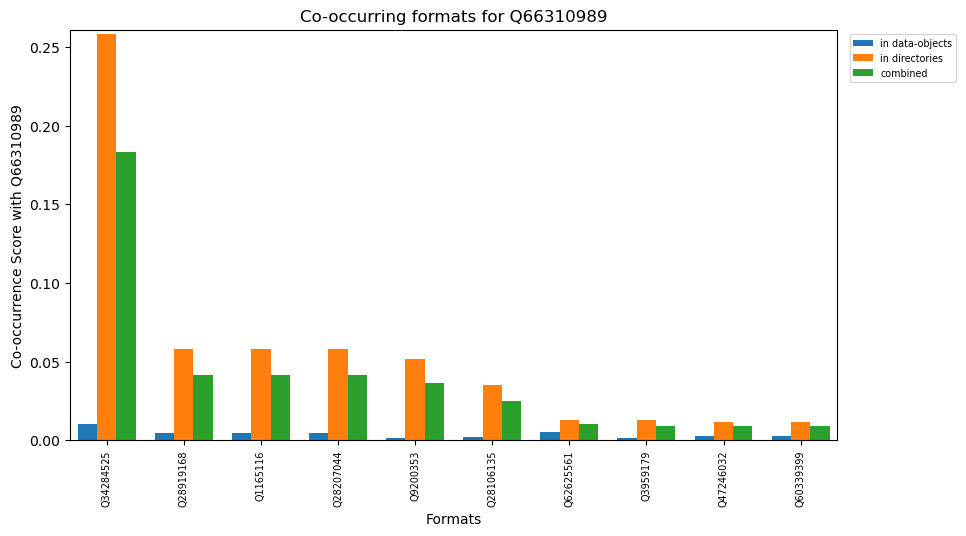 Co-occurring formats for Q66310989
in data-objects
in directories
combined
Co-occurrence Score with Q66310989
0.25
0.20
0.15
0.10
0.05
0.00
Q34284525
Q28919168
Q1165116
Q28207044
Q9200353
Q28106135
Q62625561
Q3959179
Q47246032
Q60339399
Formats